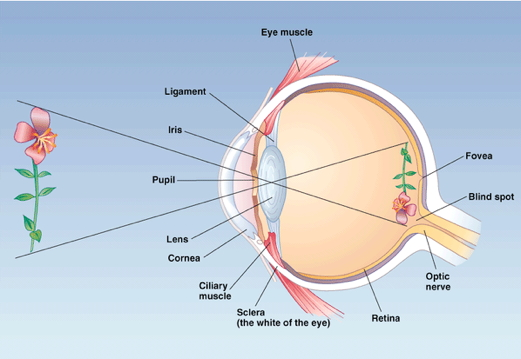 Eye muscle
Ligament
Iris
Pupil
Lens
Cornea
Ciliary
muscle
Sclera
(the white of the eye)
Fovea
Blind spot
Optic
nerve
Retina